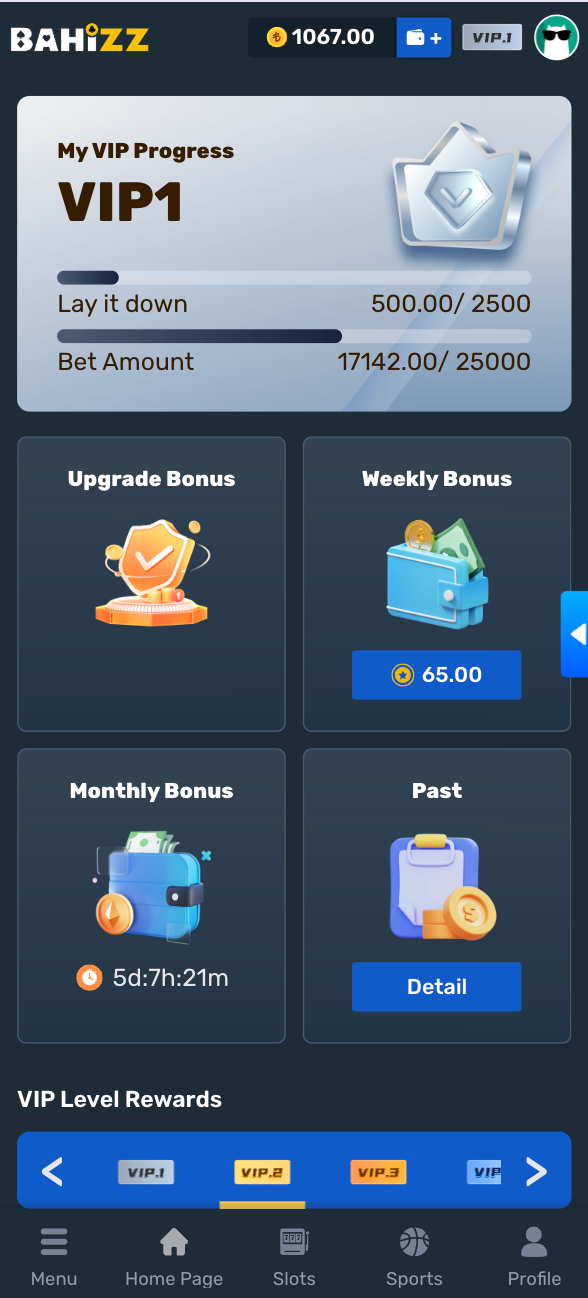 BAHiZZ
1067.00
+
VIP.1
My VIP Progress
VIP1
Lay it down 500.00/ 2500
Bet Amount 17142.00/ 25000
Upgrade Bonus
Weekly Bonus
65.00
Monthly Bonus
5d:7h:21m
Past
Detail
VIP Level Rewards
VIP.1 VIP.2 VIP.3 VIP
Menu Home Page Slots Sports Profile